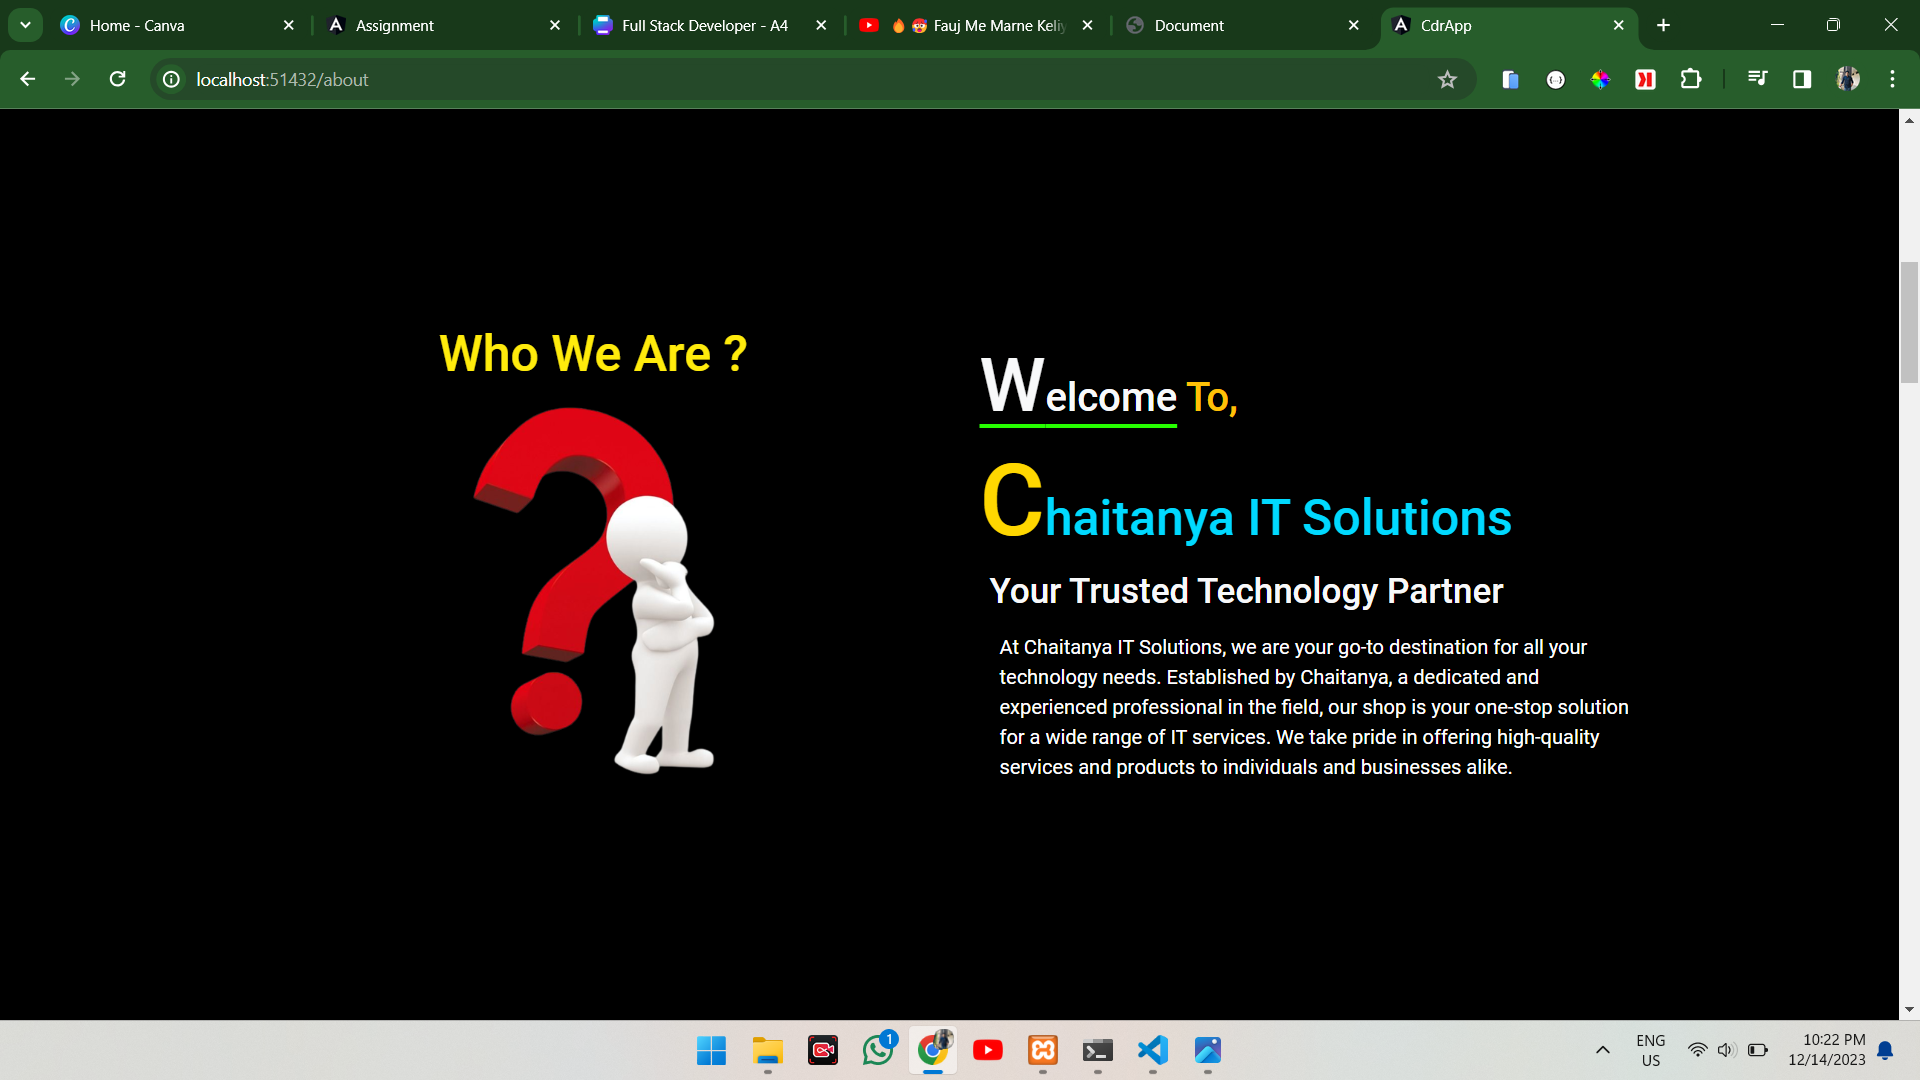 Home - Canva
Assignment
Full Stack Developer - A4
🔥 Fauj Me Marne Keliy
Document
CdrApp
localhost:51432/about
Who We Are ?
Welcome To,
Chaitanya IT Solutions
Your Trusted Technology Partner
At Chaitanya IT Solutions, we are your go-to destination for all your
technology needs. Established by Chaitanya, a dedicated and
experienced professional in the field, our shop is your one-stop solution
for a wide range of IT services. We take pride in offering high-quality
services and products to individuals and businesses alike.
1
ENG
US
10:22 PM
12/14/2023